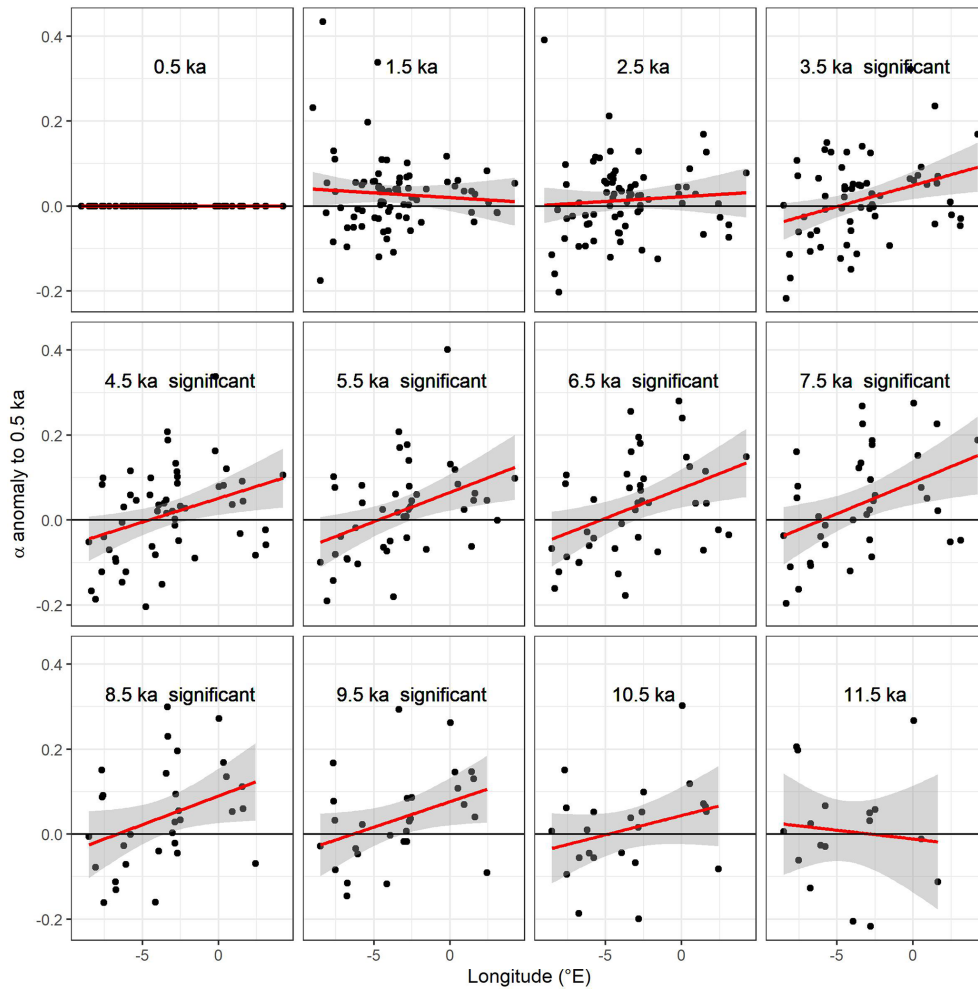 0.5 ka
1.5 ka
2.5 ka
3.5 ka significant
0.4
0.2
0.0
-0.2
4.5 ka significant
5.5 ka significant
6.5 ka significant
7.5 ka significant
0.4
0.2
0.0
-0.2
α anomaly to 0.5 ka
8.5 ka significant
9.5 ka significant
10.5 ka
11.5 ka
0.4
0.2
0.0
-0.2
-5
0
-5
0
-5
0
-5
0
Longitude (°E)